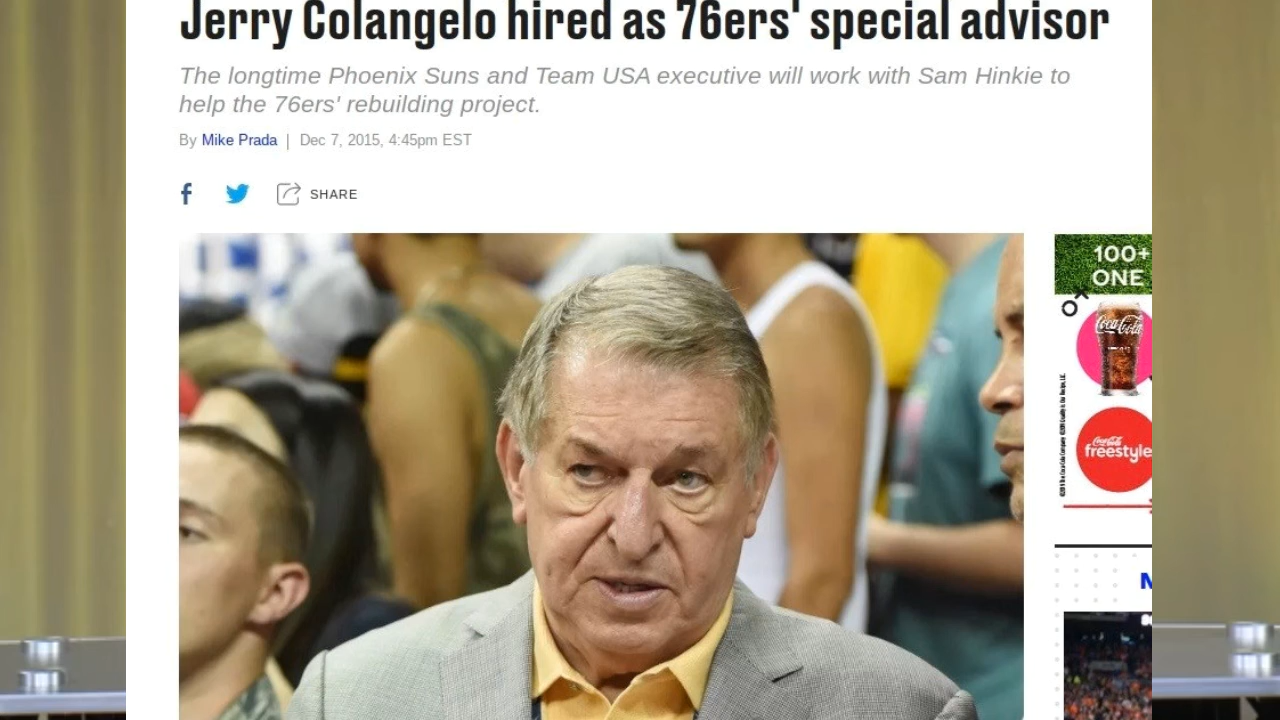 Jerry Colangelo hired as 76ers' special advisor
The longtime Phoenix Suns and Team USA executive will work with Sam Hinkie to
help the 76ers' rebuilding project.
By Mike Prada | Dec 7, 2015, 4:45pm EST
SHARE
100+
ONE
Coca-Cola
Coca-Cola
freestyle